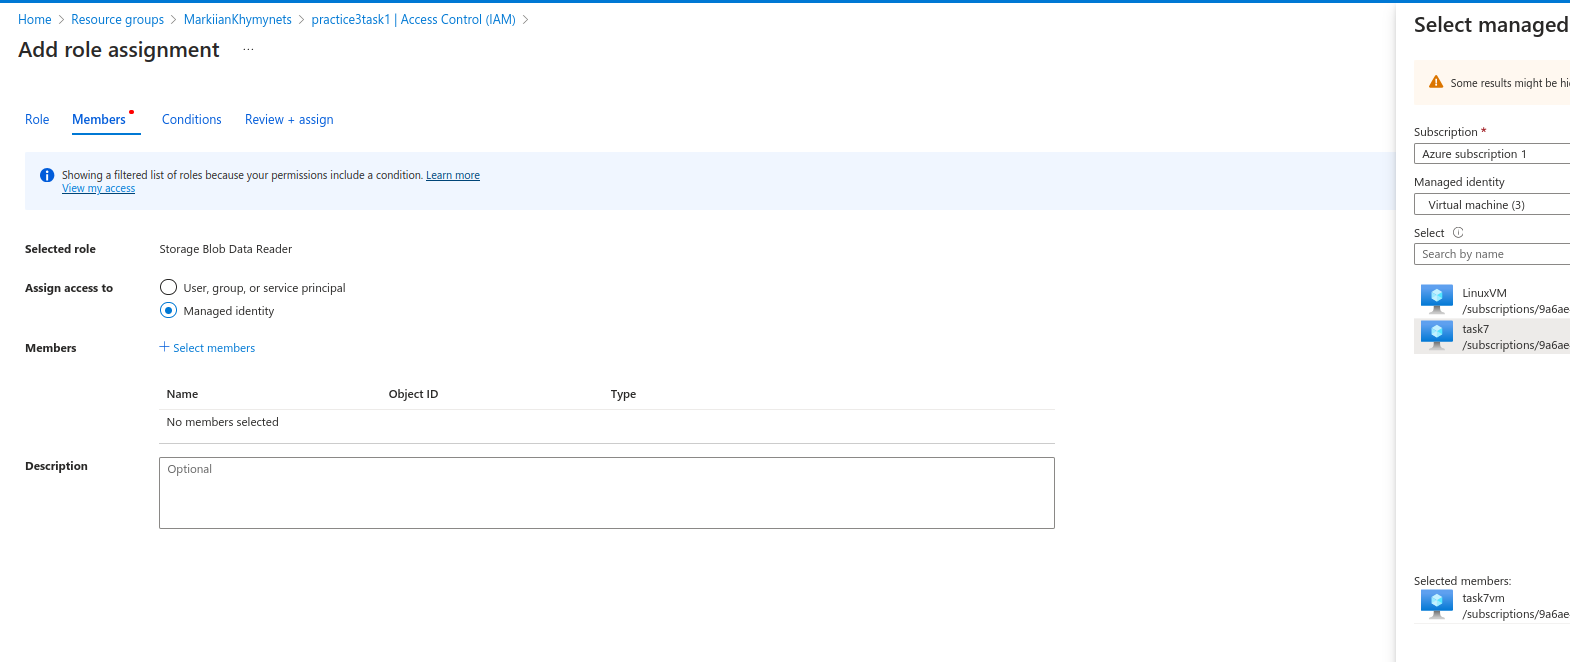 Home > Resource groups > MarkiianKhymynets > practice3task1 | Access Control (IAM) >
Add role assignment ...
Role Members Conditions Review + assign
Showing a filtered list of roles because your permissions include a condition. Learn more
View my access
Selected role Storage Blob Data Reader
Assign access to User, group, or service principal
Managed identity
Members + Select members
Name Object ID Type
No members selected
Description Optional
Select managed
Some results might be
Subscription *
Azure subscription 1
Managed identity
Virtual machine (3)
Select
Search by name
LinuxVM
/subscriptions/9a6ae
task7
/subscriptions/9a6ae
Selected members:
task7vm
/subscriptions/9a6ae